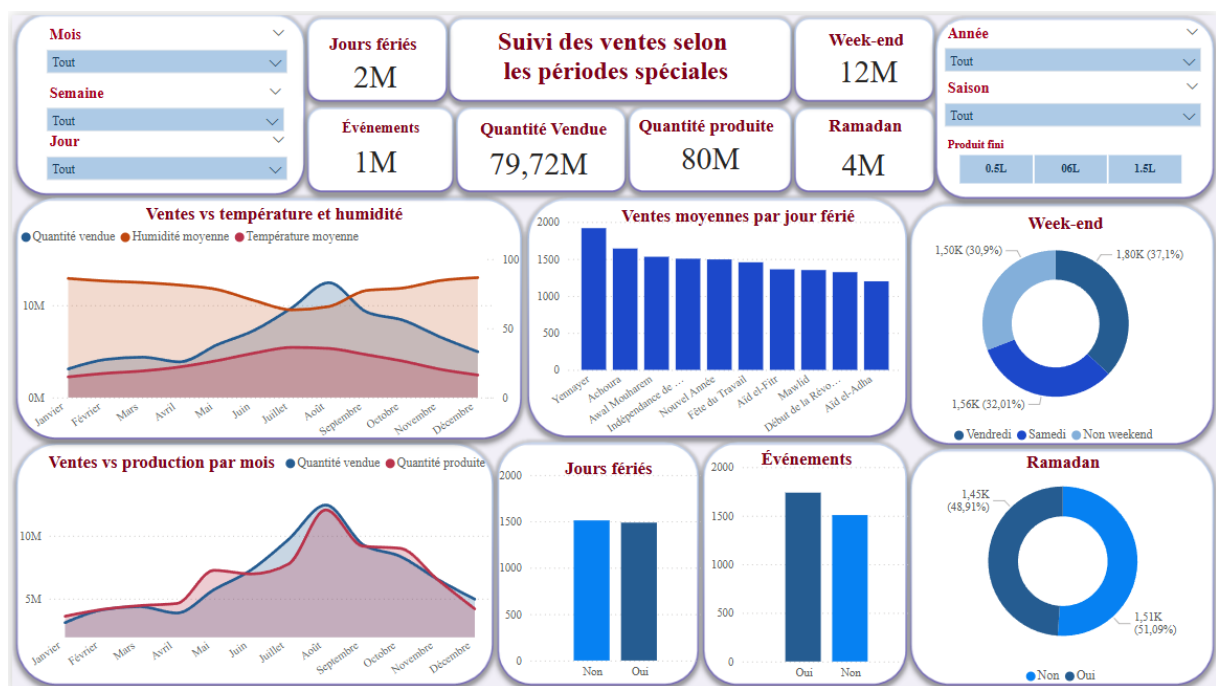 Mois
Tout
Semaine
Tout
Jour
Tout
Jours fériés
2M
Suivi des ventes selon
les périodes spéciales
Week-end
12M
Événements
1M
Quantité Vendue
79,72M
Quantité produite
80M
Ramadan
4M
Année
Tout
Saison
Tout
Produit fini
0.5L 06L 1.5L
Ventes vs température et humidité
Quantité vendue Humidité moyenne Température moyenne
10M
0M
100
50
0
Janvier Février Mars Avril Mai Juin Juillet Août Septembre Octobre Novembre Décembre
Ventes moyennes par jour férié
2000
1500
1000
500
0
Yennayer Achoura Awal Mouharem Indépendance de ... Nouvel Année Fête du Travail Aïd el-Fitr Mawlid Début de la Révo... Aïd el-Adha
Week-end
1,50K (30,9%)
1,80K (37,1%)
1,56K (32,01%)
Vendredi Samedi Non weekend
Ventes vs production par mois
Quantité vendue Quantité produite
10M
5M
Janvier Février Mars Avril Mai Juin Juillet Août Septembre Octobre Novembre Décembre
Jours fériés
2000
1500
1000
500
0
Non Oui
Événements
2000
1500
1000
500
0
Oui Non
Ramadan
1,45K
(48,91%)
1,51K
(51,09%)
Non Oui